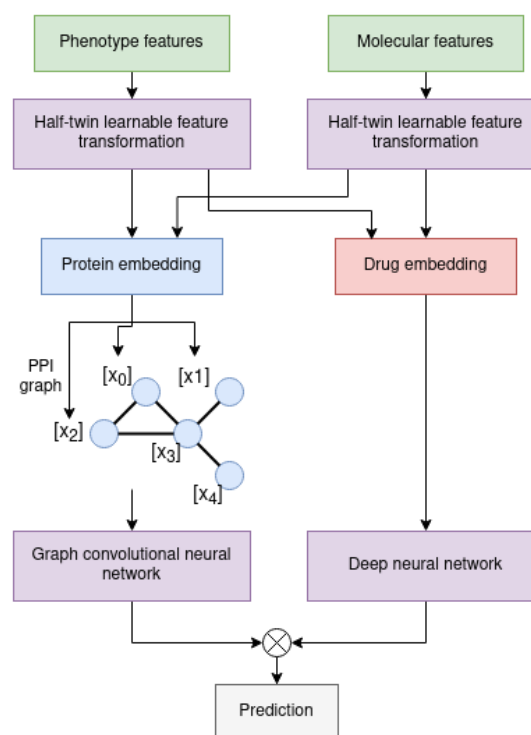 Phenotype features
Molecular features
Half-twin learnable feature
transformation
Half-twin learnable feature
transformation
Protein embedding
Drug embedding
PPI
graph
[x0]
[x1]
[x2]
[x3]
[x4]
Graph convolutional neural
network
Deep neural network
Prediction